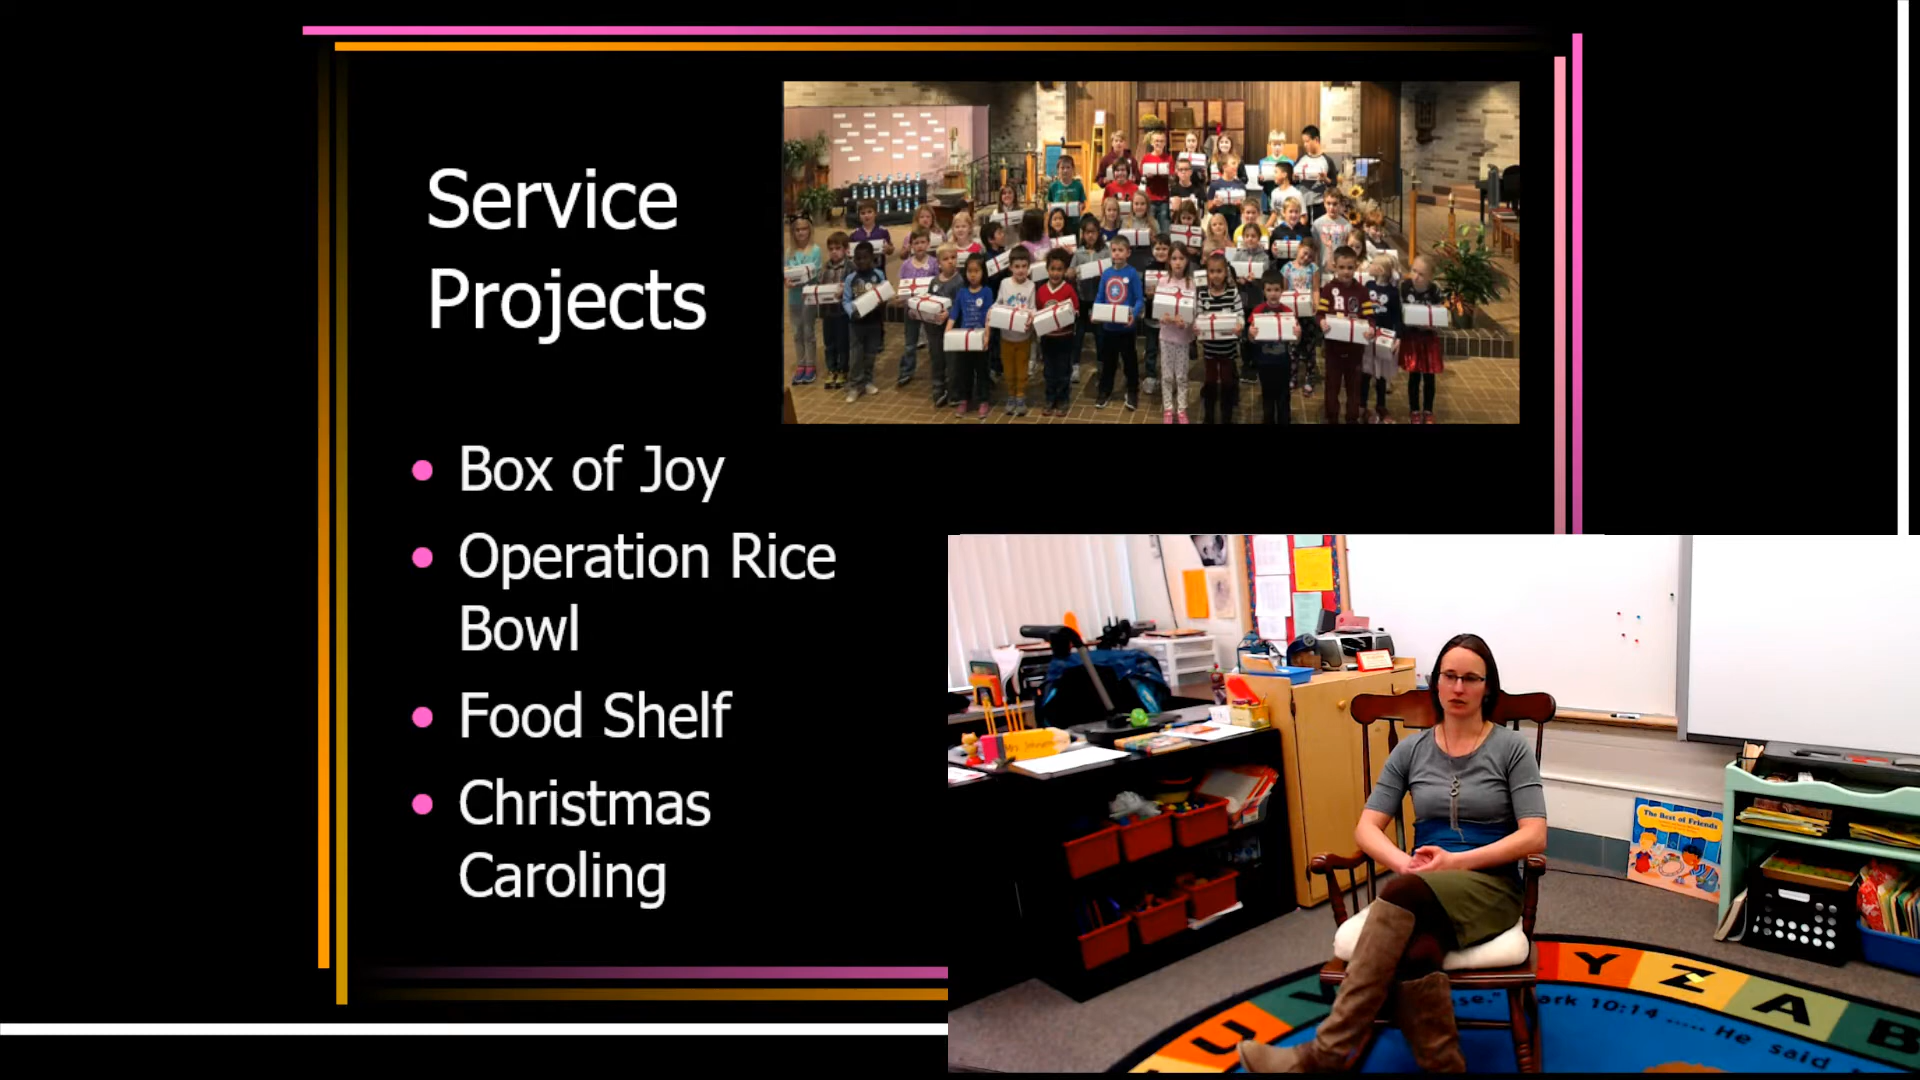 Service
Projects
Box of Joy
Operation Rice
Bowl
Food Shelf
Christmas
Caroling
The Best of Friends
R
Y Z A B
U
ark 10:14 ..... He said